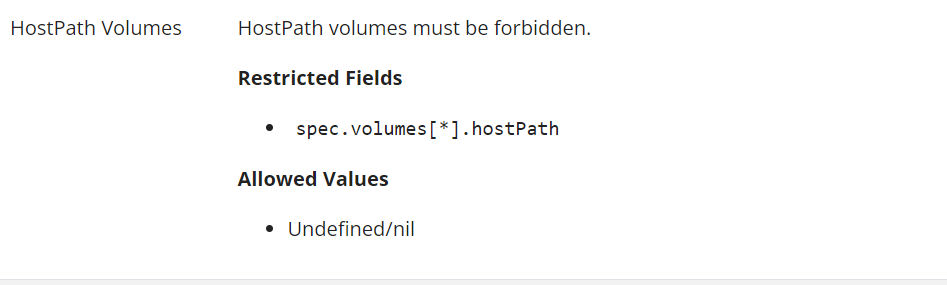 HostPath Volumes
HostPath volumes must be forbidden.
Restricted Fields
• spec.volumes[*].hostPath
Allowed Values
• Undefined/nil